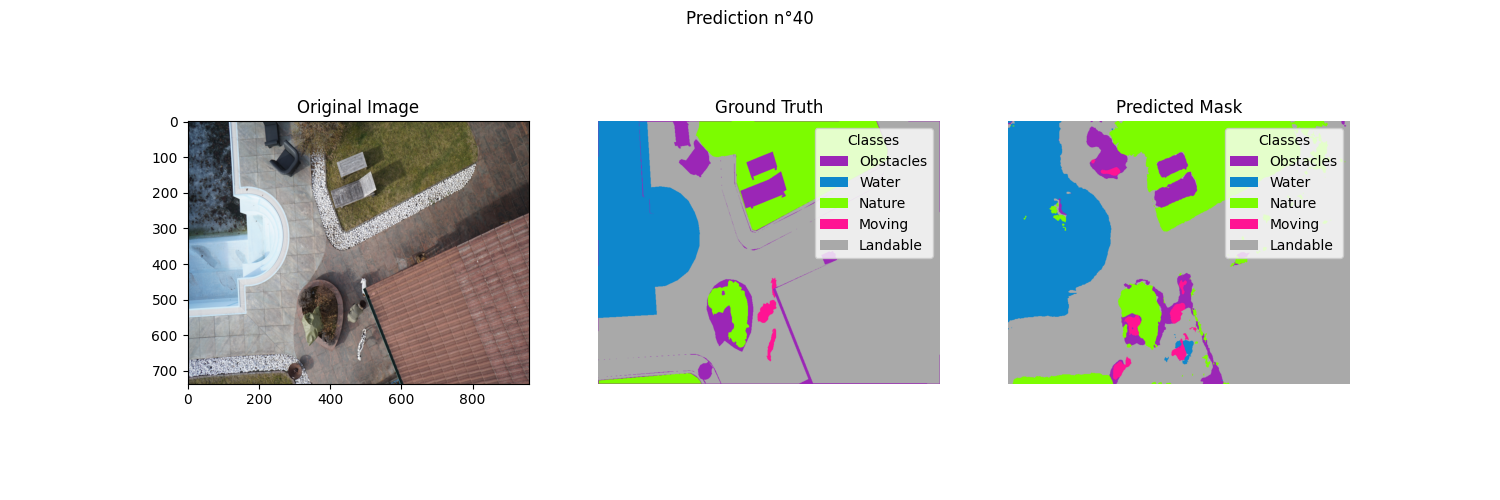 Prediction n°40
Original Image
Ground Truth
Predicted Mask
0
100
200
300
400
500
600
700
0
200
400
600
800
Classes
Obstacles
Water
Nature
Moving
Landable
Classes
Obstacles
Water
Nature
Moving
Landable